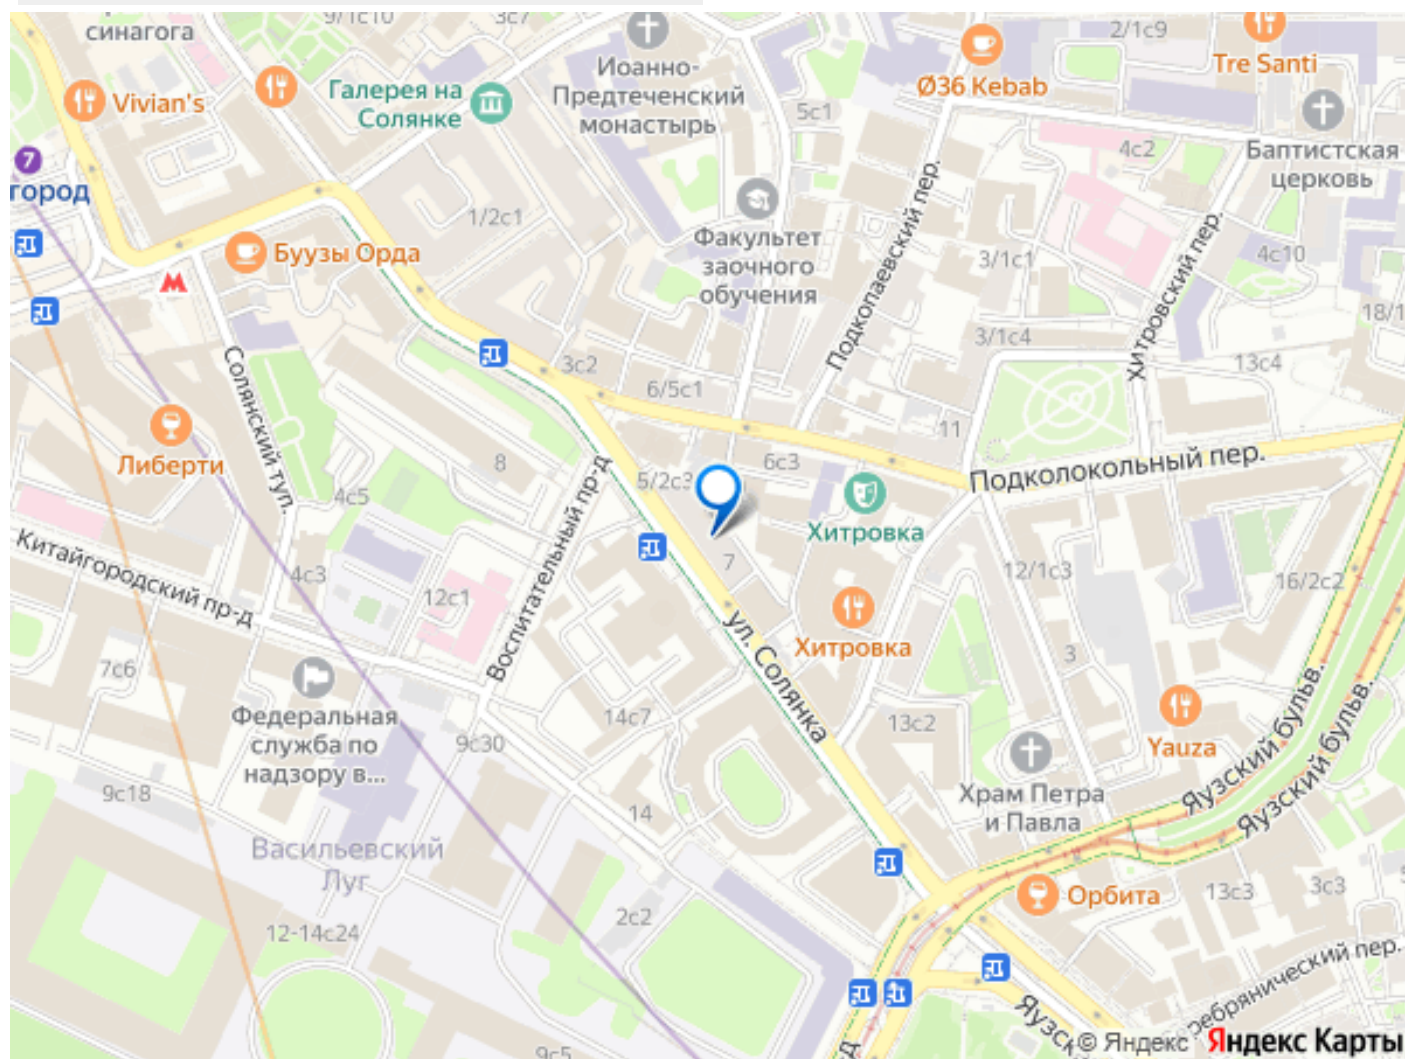 синагога
9/1с10
3с7
2/1с9
Tre Santi
Vivian's
Галерея на
Солянке
Иоанно-
Предтеченский
монастырь
Ø36 Kebab
5с1
4с2
Баптистская
церковь
7
город
1/2с1
Буузы Орда
Факультет
заочного
обучения
Подкопаевский пер.
3/1с1
Хитровский пер.
4с10
18/1
3/1с4
13с4
3с2
6/5с1
11
Солянский туп.
Либерти
8
4с5
5/2с3
6с3
Подколокольный пер.
Хитровка
Воспитательный пр-д
Китайгородский пр-д
4с3
12с1
7
12/1с3
16/2с2
Хитровка
ул. Солянка
3
7с6
Федеральная
служба по
надзору в...
9с30
14с7
13с2
Yauza
Храм Петра
и Павла
Яузский бульв.
Яузский бульв.
9с18
14
Васильевский
Луг
12-14с24
2с2
Орбита
13с3
3с3
9с5
© Яндекс
Яндекс Карты